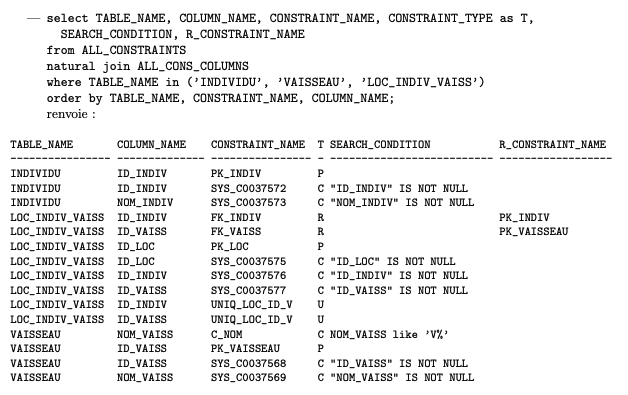 — select TABLE_NAME, COLUMN_NAME, CONSTRAINT_NAME, CONSTRAINT_TYPE as T,
SEARCH_CONDITION, R_CONSTRAINT_NAME
from ALL_CONSTRAINTS
natural join ALL_CONS_COLUMNS
where TABLE_NAME in ('INDIVIDU', 'VAISSEAU', 'LOC_INDIV_VAISS')
order by TABLE_NAME, CONSTRAINT_NAME, COLUMN_NAME;
renvoie :
TABLE_NAME COLUMN_NAME CONSTRAINT_NAME T SEARCH_CONDITION R_CONSTRAINT_NAME
---------------- -------------- ---------------- - -------------------------- ------------------
INDIVIDU ID_INDIV PK_INDIV P
INDIVIDU ID_INDIV SYS_C0037572 C "ID_INDIV" IS NOT NULL
INDIVIDU NOM_INDIV SYS_C0037573 C "NOM_INDIV" IS NOT NULL
LOC_INDIV_VAISS ID_INDIV FK_INDIV R PK_INDIV
LOC_INDIV_VAISS ID_VAISS FK_VAISS R PK_VAISSEAU
LOC_INDIV_VAISS ID_LOC PK_LOC P
LOC_INDIV_VAISS ID_LOC SYS_C0037575 C "ID_LOC" IS NOT NULL
LOC_INDIV_VAISS ID_INDIV SYS_C0037576 C "ID_INDIV" IS NOT NULL
LOC_INDIV_VAISS ID_VAISS SYS_C0037577 C "ID_VAISS" IS NOT NULL
LOC_INDIV_VAISS ID_INDIV UNIQ_LOC_ID_V U
LOC_INDIV_VAISS ID_VAISS UNIQ_LOC_ID_V U
VAISSEAU NOM_VAISS C_NOM C NOM_VAISS like 'V%'
VAISSEAU ID_VAISS PK_VAISSEAU P
VAISSEAU ID_VAISS SYS_C0037568 C "ID_VAISS" IS NOT NULL
VAISSEAU NOM_VAISS SYS_C0037569 C "NOM_VAISS" IS NOT NULL